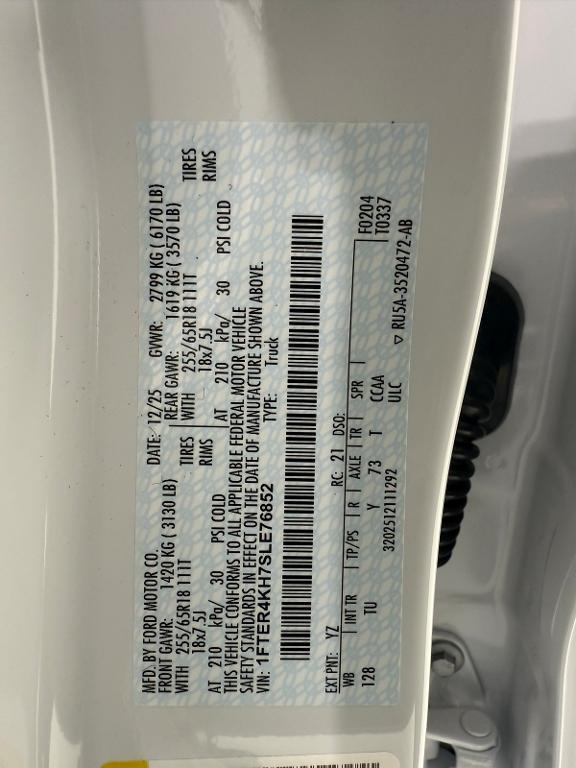 MFD. BY FORD MOTOR CO. DATE: 12/25 GVWR: 2799 KG ( 6170 LB)
FRONT GAWR: 1420 KG ( 3130 LB) REAR GAWR: 1619 KG ( 3570 LB)
WITH 255/65R18 111T TIRES WITH 255/65R18 111T TIRES
18x7.5J RIMS 18x7.5J RIMS
AT 210 kPa/ 30 PSI COLD AT 210 kPa/ 30 PSI COLD
THIS VEHICLE CONFORMS TO ALL APPLICABLE FEDERAL MOTOR VEHICLE
SAFETY STANDARDS IN EFFECT ON THE DATE OF MANUFACTURE SHOWN ABOVE.
VIN: 1FTER4KH7SLE76852 TYPE: Truck
EXT PNT: YZ RC: 21 DSO:
WB INT TR TP/PS R AXLE TR SPR F0204
128 TU Y 73 T CCAA T0337
3202512111292 ULC
▽ RU5A-3520472-AB